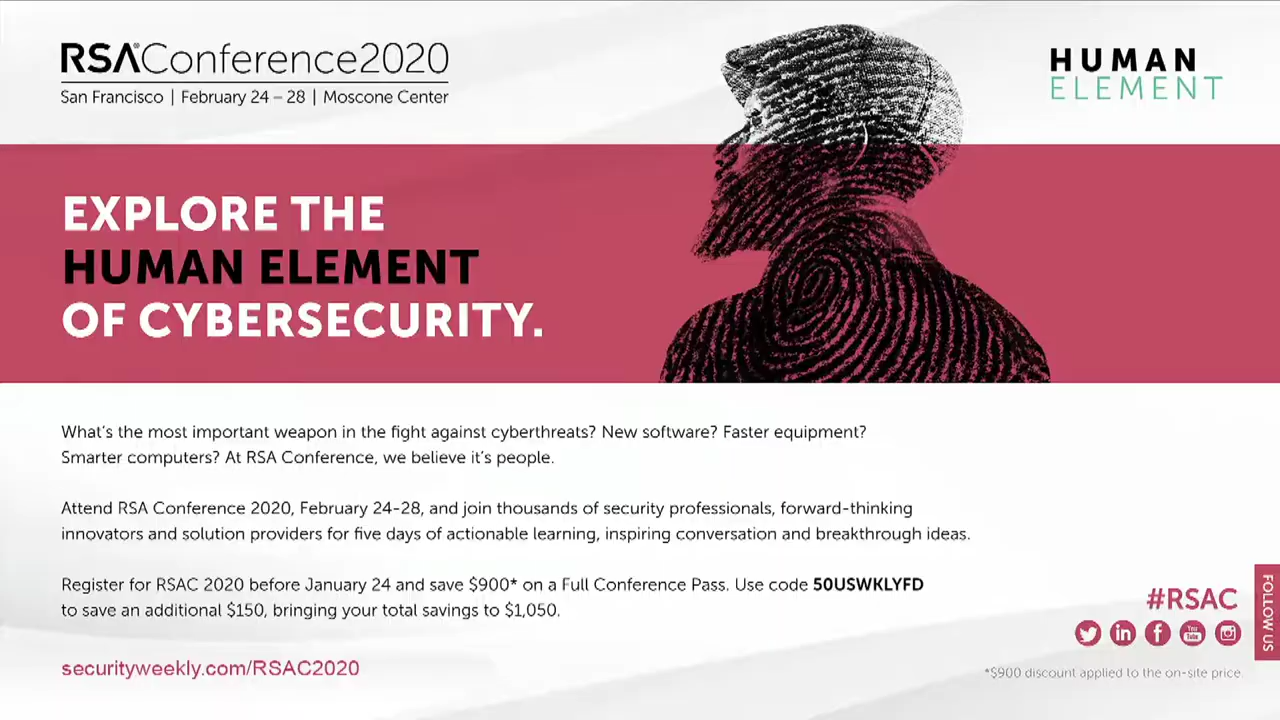 RSAConference2020
San Francisco | February 24 – 28 | Moscone Center
HUMAN
ELEMENT
EXPLORE THE
HUMAN ELEMENT
OF CYBERSECURITY.
What's the most important weapon in the fight against cyberthreats? New software? Faster equipment?
Smarter computers? At RSA Conference, we believe it's people.
Attend RSA Conference 2020, February 24-28, and join thousands of security professionals, forward-thinking
innovators and solution providers for five days of actionable learning, inspiring conversation and breakthrough ideas.
Register for RSAC 2020 before January 24 and save $900* on a Full Conference Pass. Use code 50USWKLYFD
to save an additional $150, bringing your total savings to $1,050.
securityweekly.com/RSAC2020
#RSAC
FOLLOW US
You
Tube
*$900 discount applied to the on-site price.